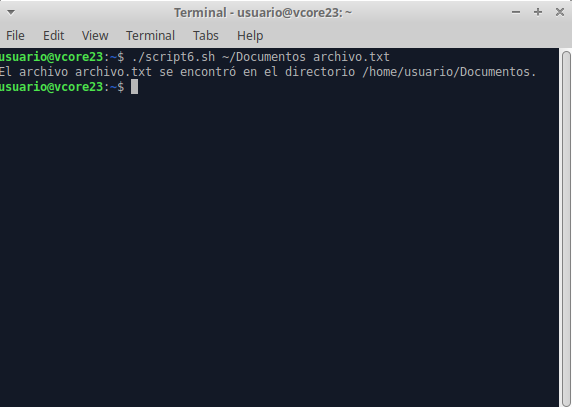 Terminal - usuario@vcore23: ~
File Edit View Terminal Tabs Help
usuario@vcore23:~$ ./script6.sh ~/Documentos archivo.txt
El archivo archivo.txt se encontró en el directorio /home/usuario/Documentos.
usuario@vcore23:~$